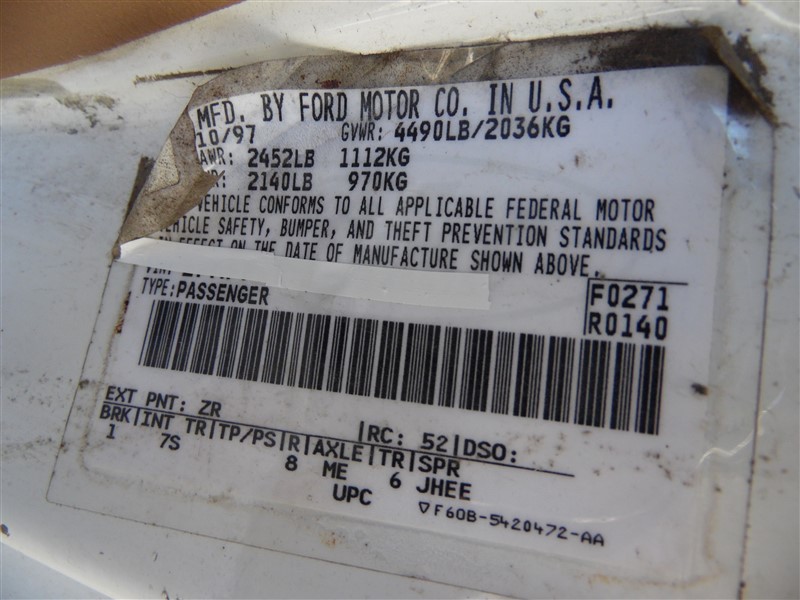 MFD. BY FORD MOTOR CO. IN U.S.A.
10/97 GVWR: 4490LB/2036KG
AWR: 2452LB 1112KG
2140LB 970KG
VEHICLE CONFORMS TO ALL APPLICABLE FEDERAL MOTOR
VEHICLE SAFETY, BUMPER, AND THEFT PREVENTION STANDARDS
IN EFFECT ON THE DATE OF MANUFACTURE SHOWN ABOVE.
TYPE:PASSENGER
F0271
R0140
EXT PNT: ZR |RC: 52|DSO:
BRK|INT TR|TP/PS|R|AXLE|TR|SPR
1 7S 8 ME 6 JHEE
UPC ▽F60B-5420472-AA